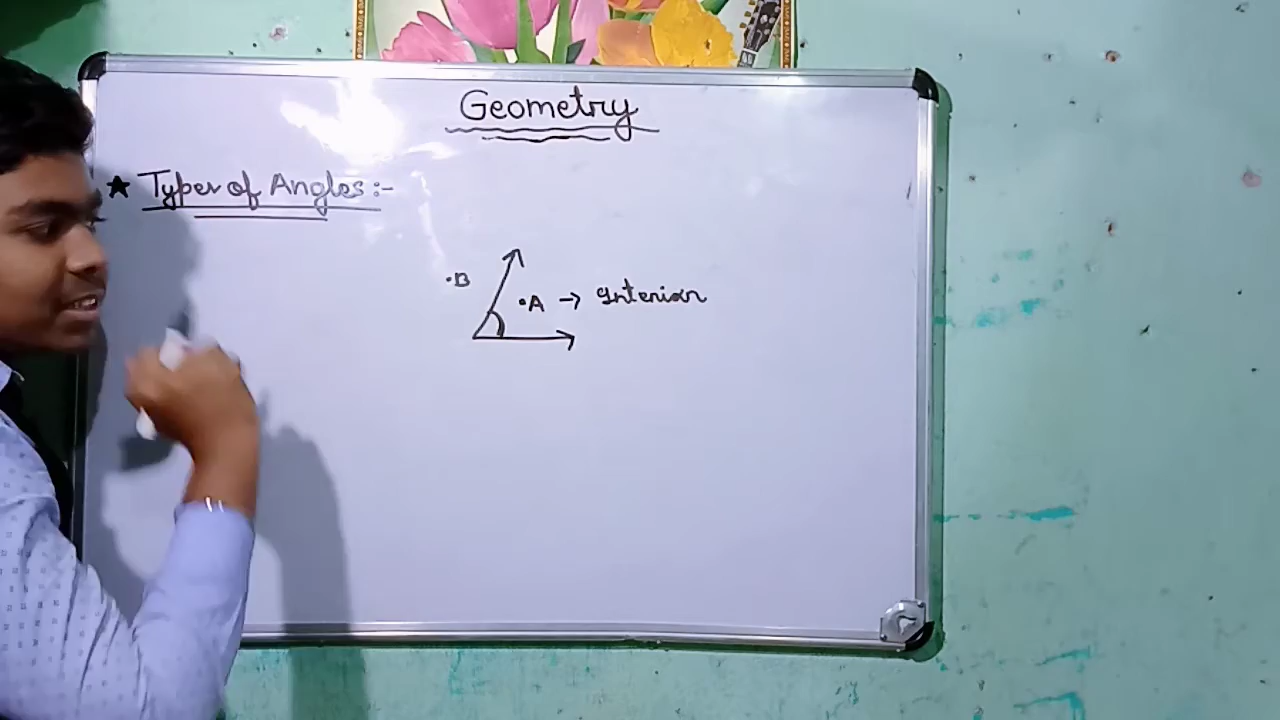 Geometry
★ Types of Angles:-
•B
•A → Interior